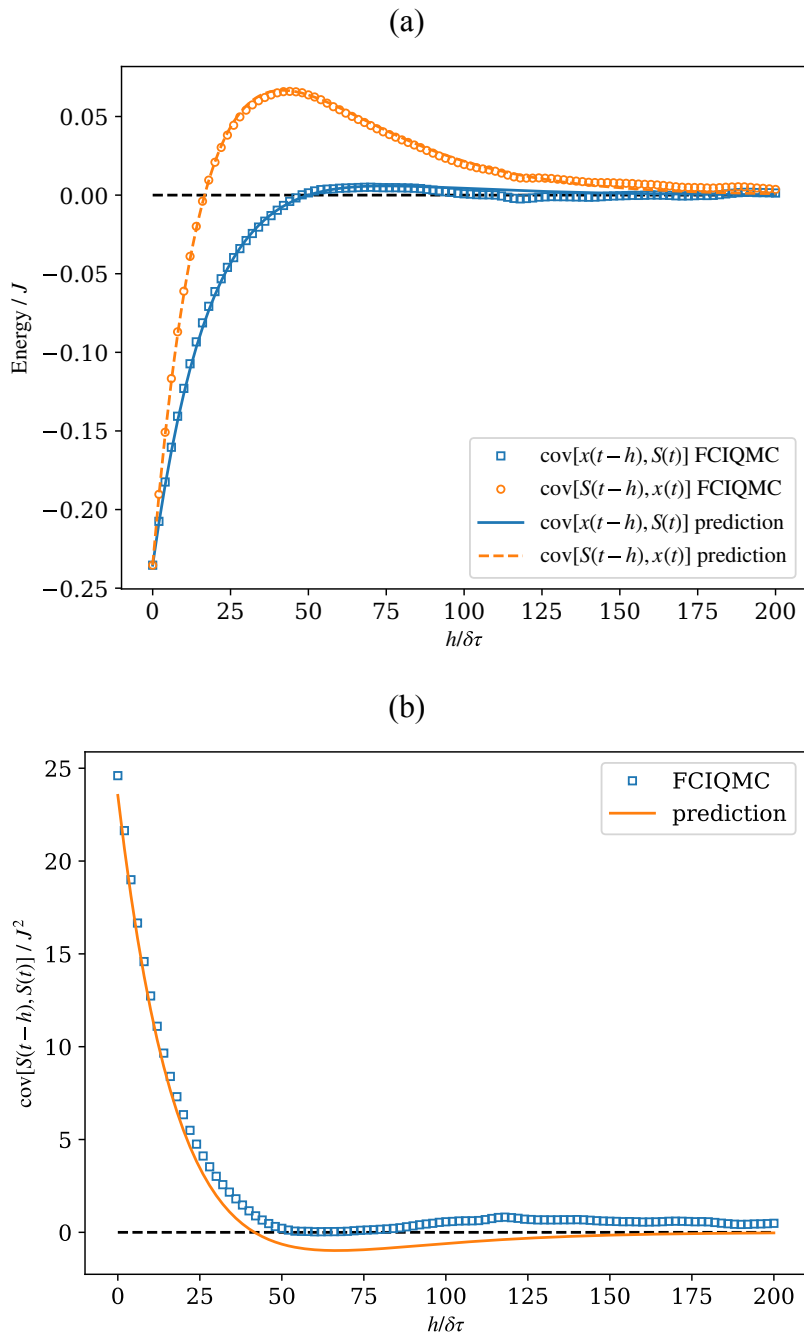 (a)
0.05
0.00
−0.05
−0.10
−0.15
−0.20
−0.25
Energy / J
cov[x(t−h), S(t)] FCIQMC
cov[S(t−h), x(t)] FCIQMC
cov[x(t−h), S(t)] prediction
cov[S(t−h), x(t)] prediction
0 25 50 75 100 125 150 175 200
h/δτ
(b)
25
20
15
10
5
0
cov[S(t−h), S(t)] / J²
FCIQMC
prediction
0 25 50 75 100 125 150 175 200
h/δτ